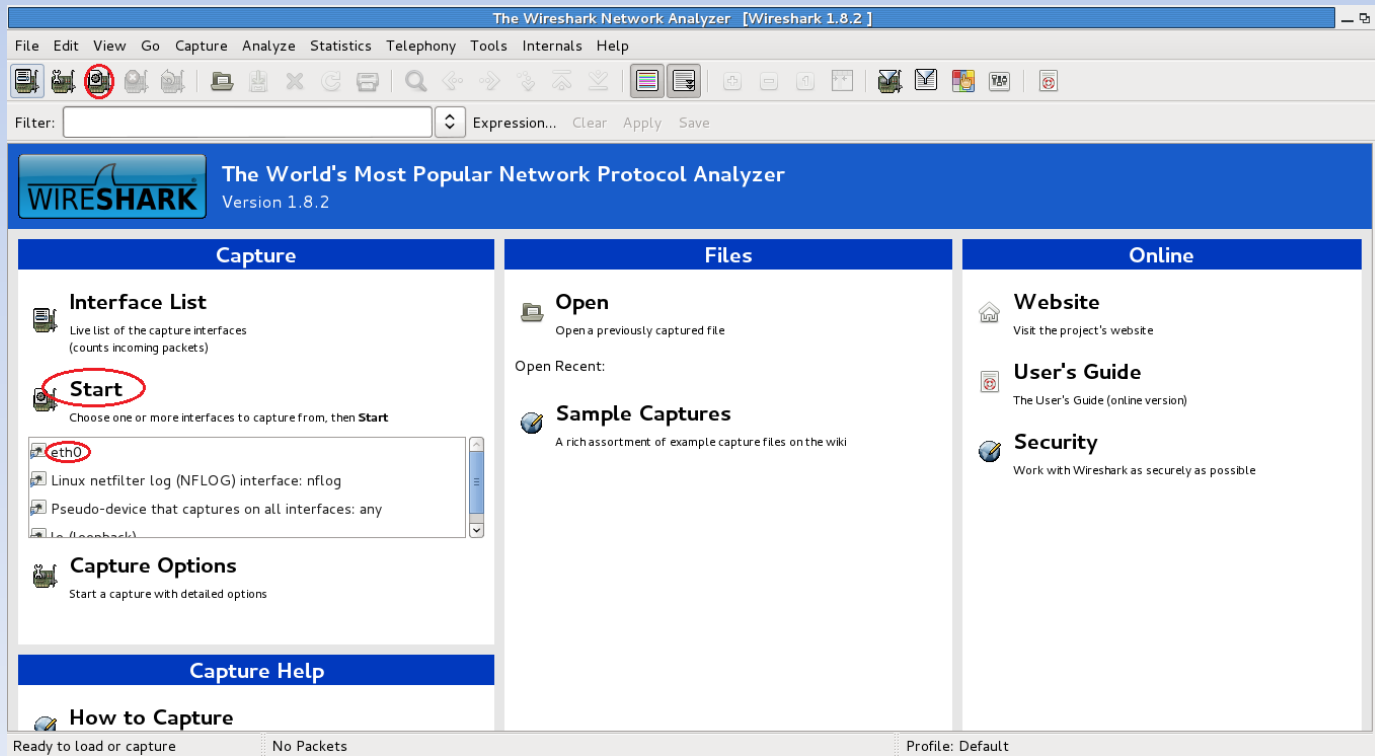 The Wireshark Network Analyzer [Wireshark 1.8.2 ]
File Edit View Go Capture Analyze Statistics Telephony Tools Internals Help
Filter: Expression... Clear Apply Save
WIRESHARK
The World's Most Popular Network Protocol Analyzer
Version 1.8.2
Capture
Interface List
Live list of the capture interfaces
(counts incoming packets)
Start
Choose one or more interfaces to capture from, then Start
eth0
Linux netfilter log (NFLOG) interface: nflog
Pseudo-device that captures on all interfaces: any
lo (loopback)
Capture Options
Start a capture with detailed options
Capture Help
How to Capture
Files
Open
Open a previously captured file
Open Recent:
Sample Captures
A rich assortment of example capture files on the wiki
Online
Website
Visit the project's website
User's Guide
The User's Guide (online version)
Security
Work with Wireshark as securely as possible
Ready to load or capture
No Packets
Profile: Default